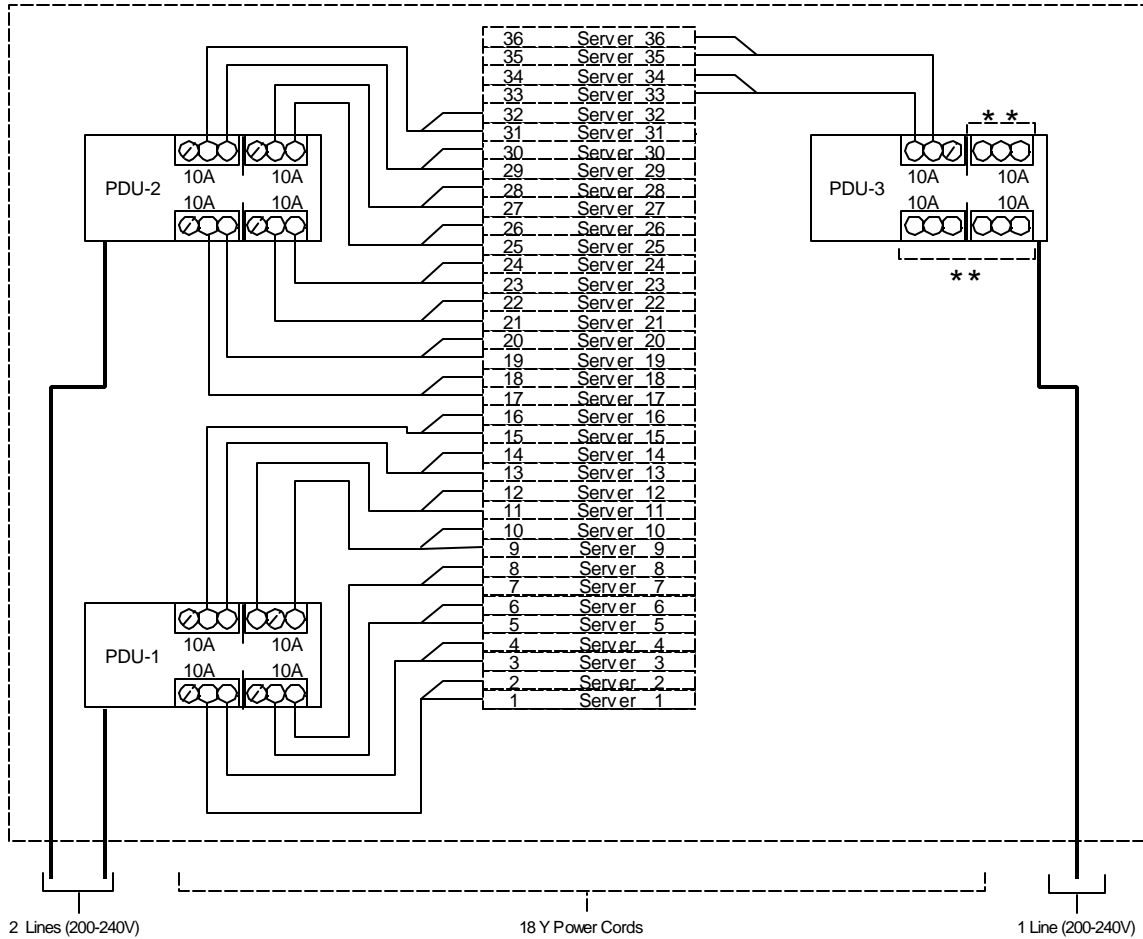 36 Server 36
35 Server 35
34 Server 34
33 Server 33
32 Server 32
31 Server 31
30 Server 30
29 Server 29
28 Server 28
27 Server 27
26 Server 26
25 Server 25
24 Server 24
23 Server 23
22 Server 22
21 Server 21
20 Server 20
19 Server 19
18 Server 18
17 Server 17
16 Server 16
15 Server 15
14 Server 14
13 Server 13
12 Server 12
11 Server 11
10 Server 10
9 Server 9
8 Server 8
7 Server 7
6 Server 6
5 Server 5
4 Server 4
3 Server 3
2 Server 2
1 Server 1
PDU-2
10A 10A
10A 10A
PDU-1
10A 10A
10A 10A
* *
PDU-3
10A 10A
10A 10A
* *
2 Lines (200-240V)
18 Y Power Cords
1 Line (200-240V)